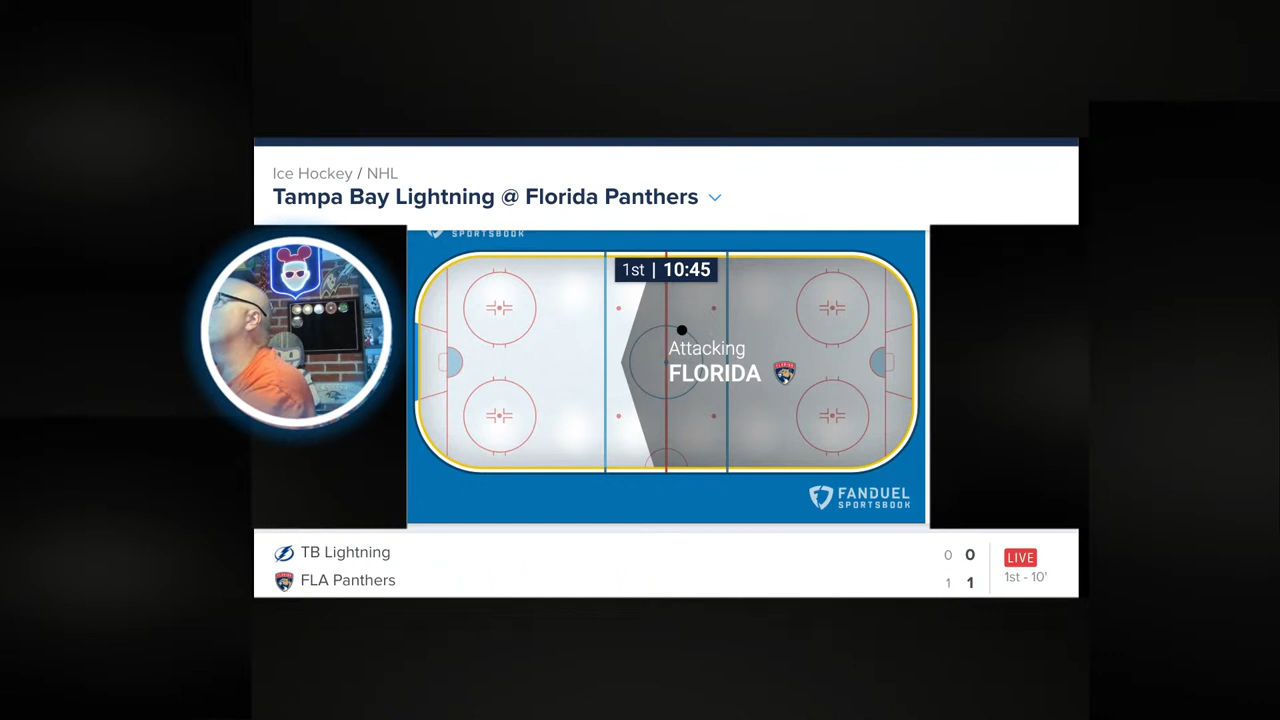 Ice Hockey / NHL
Tampa Bay Lightning @ Florida Panthers
SPORTSBOOK
1st | 10:45
Attacking
FLORIDA
FANDUEL
SPORTSBOOK
TB Lightning 0 0
FLA Panthers 1 1
LIVE
1st - 10'